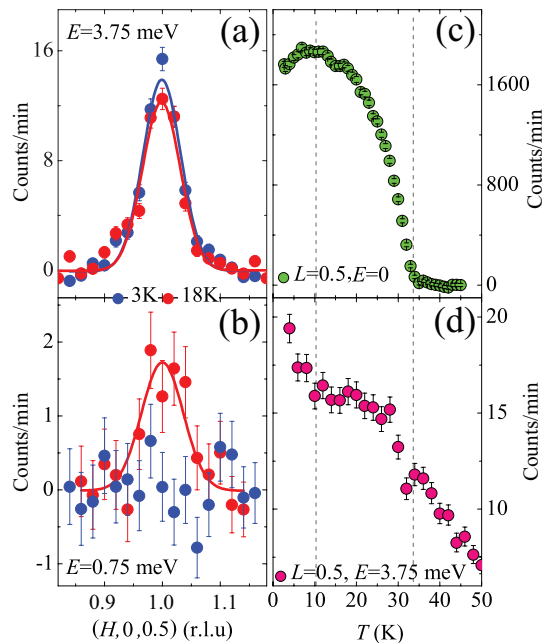 (a)
E=3.75 meV
16
12
8
4
0
Counts/min
3K 18K
(b)
2
1
0
-1
Counts/min
E=0.75 meV
0.9 1.0 1.1
(H,0,0.5) (r.l.u)
(c)
1600
800
0
Counts/min
L=0.5,E=0
(d)
20
15
10
Counts/min
L=0.5, E=3.75 meV
0 10 20 30 40 50
T (K)